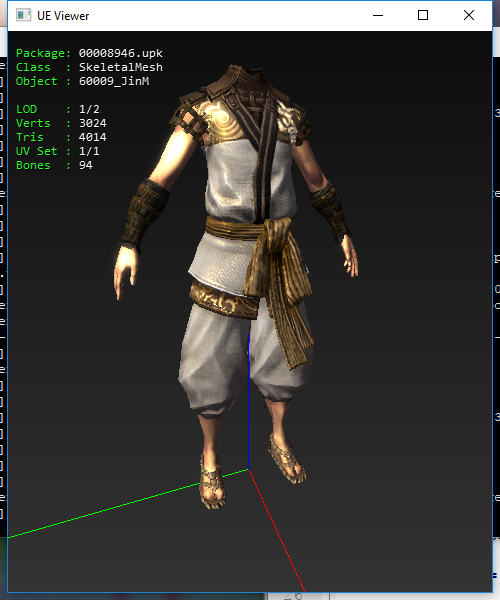 UE Viewer
Package: 00008946.upk
Class  : SkeletalMesh
Object : 60009_JinM
LOD    : 1/2
Verts  : 3024
Tris   : 4014
UV Set : 1/1
Bones  : 94